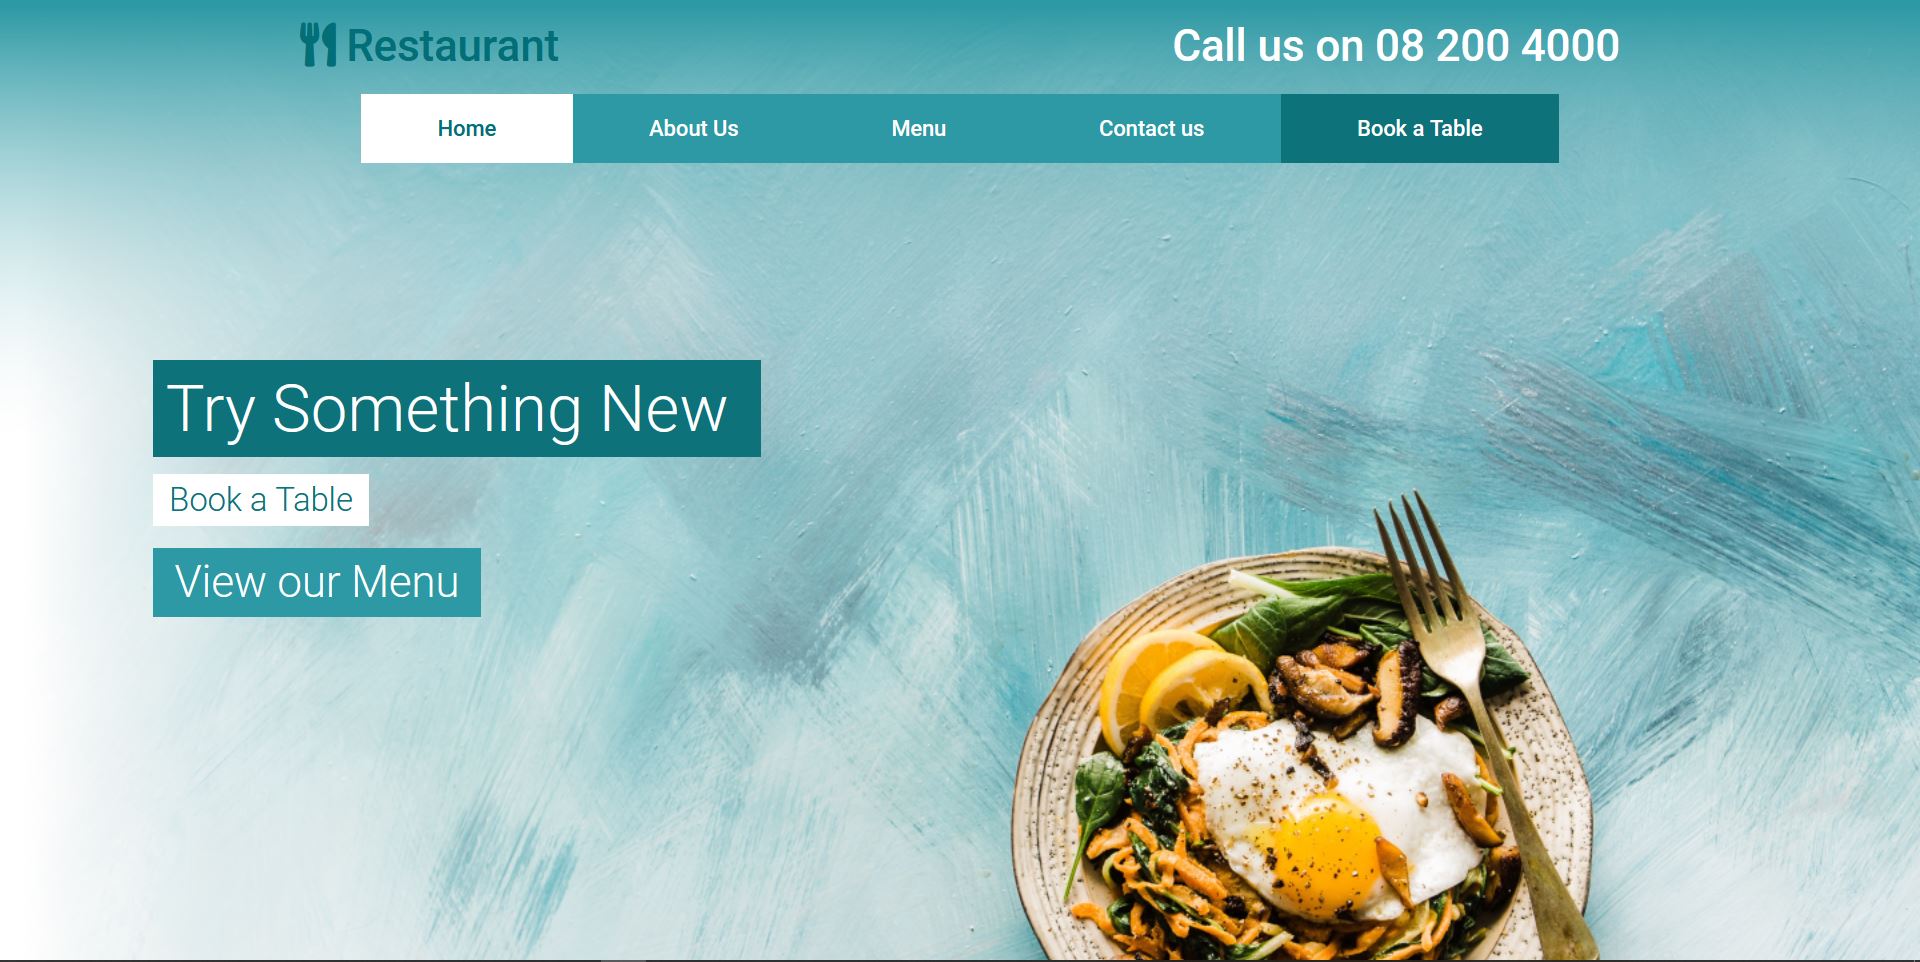 Restaurant
Call us on 08 200 4000
Home
About Us
Menu
Contact us
Book a Table
Try Something New
Book a Table
View our Menu